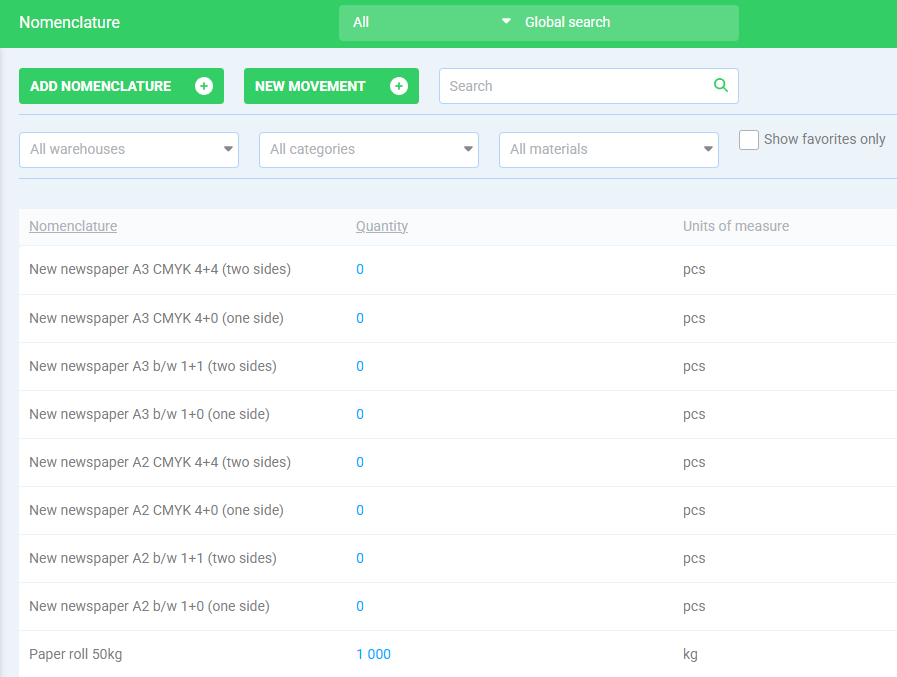 Nomenclature All Global search
ADD NOMENCLATURE NEW MOVEMENT Search
All warehouses All categories All materials Show favorites only
Nomenclature Quantity Units of measure
New newspaper A3 CMYK 4+4 (two sides) 0 pcs
New newspaper A3 CMYK 4+0 (one side) 0 pcs
New newspaper A3 b/w 1+1 (two sides) 0 pcs
New newspaper A3 b/w 1+0 (one side) 0 pcs
New newspaper A2 CMYK 4+4 (two sides) 0 pcs
New newspaper A2 CMYK 4+0 (one side) 0 pcs
New newspaper A2 b/w 1+1 (two sides) 0 pcs
New newspaper A2 b/w 1+0 (one side) 0 pcs
Paper roll 50kg 1 000 kg